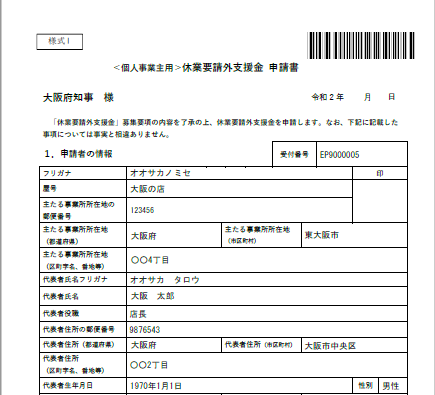 様式1
<個人事業主用>休業要請外支援金 申請書
大阪府知事 様
令和2年 月 日
「休業要請外支援金」募集要項の内容を了承の上、休業要請外支援金を申請します。なお、下記に記載した
事項については事実と相違ありません。
1.申請者の情報
受付番号 EP9000005
フリガナ オオサカノミセ 印
屋号 大阪の店
主たる事業所所在地の
郵便番号 123456
主たる事業所所在地
(都道府県) 大阪府
主たる事業所所在地
(市区町村) 東大阪市
主たる事業所所在地
(区町字名、番地等) 〇〇4丁目
代表者氏名フリガナ オオサカ タロウ
代表者氏名 大阪 太郎
代表者役職 店長
代表者住所の郵便番号 9876543
代表者住所(都道府県) 大阪府 代表者住所(市区町村) 大阪市中央区
代表者住所
(区町字名、番地等) 〇〇2丁目
代表者生年月日 1970年1月1日 性別 男性